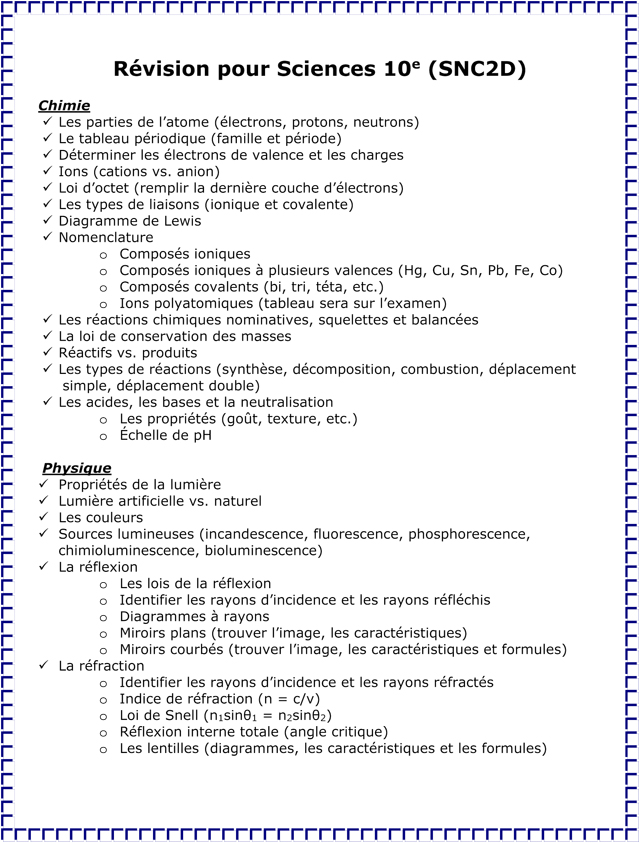 Révision pour Sciences 10ᵉ (SNC2D)
Chimie
✓ Les parties de l’atome (électrons, protons, neutrons)
✓ Le tableau périodique (famille et période)
✓ Déterminer les électrons de valence et les charges
✓ Ions (cations vs. anion)
✓ Loi d’octet (remplir la dernière couche d’électrons)
✓ Les types de liaisons (ionique et covalente)
✓ Diagramme de Lewis
✓ Nomenclature
o Composés ioniques
o Composés ioniques à plusieurs valences (Hg, Cu, Sn, Pb, Fe, Co)
o Composés covalents (bi, tri, téta, etc.)
o Ions polyatomiques (tableau sera sur l’examen)
✓ Les réactions chimiques nominatives, squelettes et balancées
✓ La loi de conservation des masses
✓ Réactifs vs. produits
✓ Les types de réactions (synthèse, décomposition, combustion, déplacement
simple, déplacement double)
✓ Les acides, les bases et la neutralisation
o Les propriétés (goût, texture, etc.)
o Échelle de pH
Physique
✓ Propriétés de la lumière
✓ Lumière artificielle vs. naturel
✓ Les couleurs
✓ Sources lumineuses (incandescence, fluorescence, phosphorescence,
chimioluminescence, bioluminescence)
✓ La réflexion
o Les lois de la réflexion
o Identifier les rayons d’incidence et les rayons réfléchis
o Diagrammes à rayons
o Miroirs plans (trouver l’image, les caractéristiques)
o Miroirs courbés (trouver l’image, les caractéristiques et formules)
✓ La réfraction
o Identifier les rayons d’incidence et les rayons réfractés
o Indice de réfraction (n = c/v)
o Loi de Snell (n₁sinθ₁ = n₂sinθ₂)
o Réflexion interne totale (angle critique)
o Les lentilles (diagrammes, les caractéristiques et les formules)